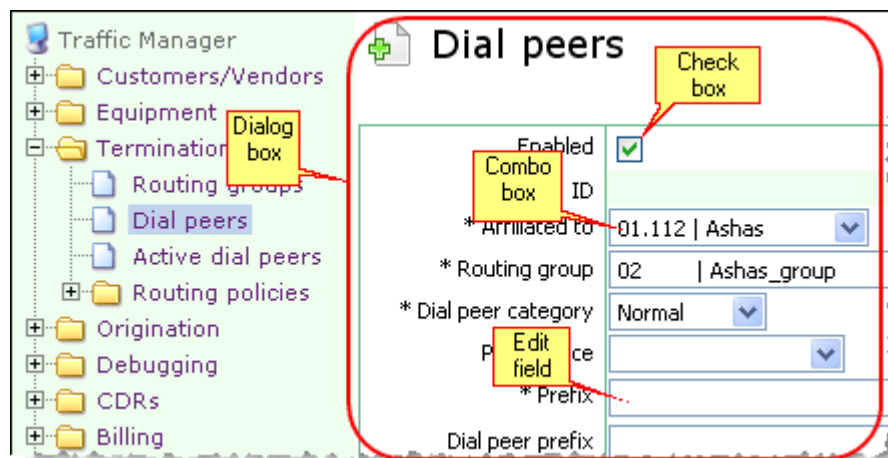 Traffic Manager
Customers/Vendors
Equipment
Termination
Routing groups
Dial peers
Active dial peers
Routing policies
Origination
Debugging
CDRs
Billing
Dialog
box
Dial peers
Check
box
Enabled
ID
Combo
box
* Affiliated to
01.112 | Ashas
* Routing group
02 | Ashas_group
* Dial peer category
Normal
Edit
field
* Prefix
Dial peer prefix